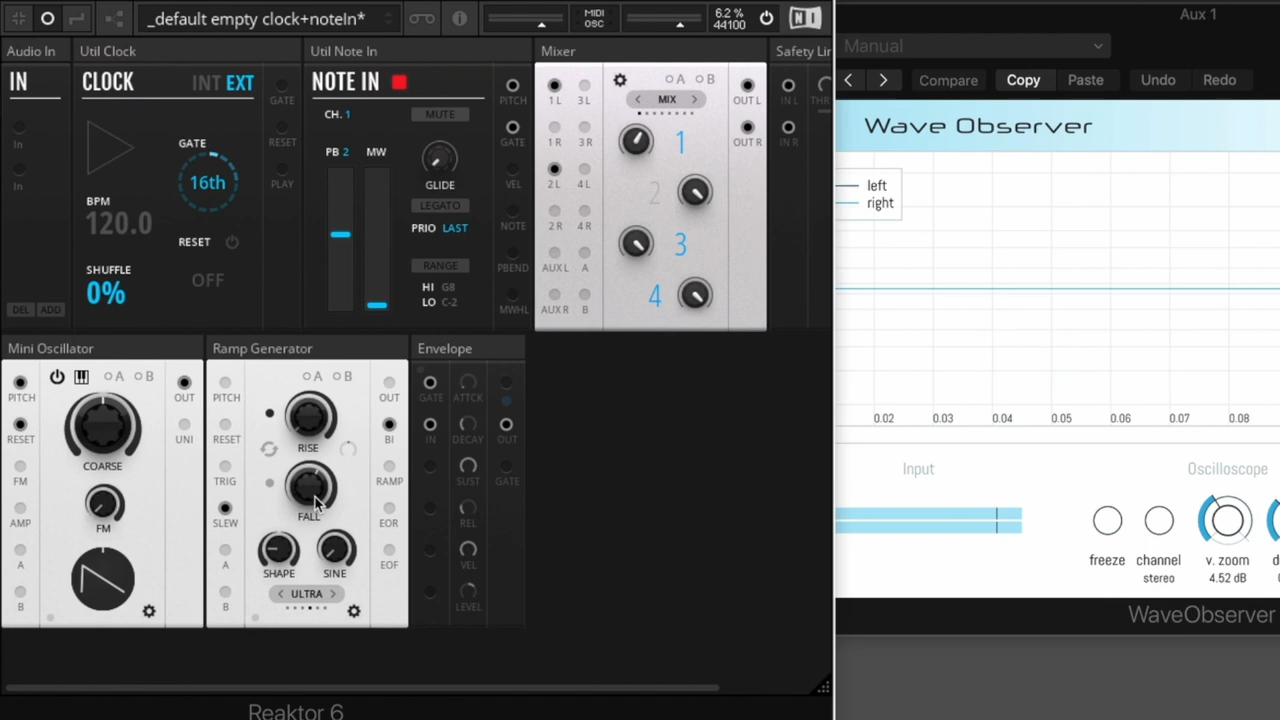 _default empty clock+noteIn*
MIDI
OSC
6.2 %
44100
NI
Audio In
Util Clock
Util Note In
Mixer
IN
In
In
DEL ADD
CLOCK INT EXT
GATE
16th
BPM
120.0
RESET
SHUFFLE
0%
OFF
GATE
RESET
PLAY
NOTE IN
CH. 1
MUTE
PB 2 MW
GLIDE
LEGATO
PRIO LAST
RANGE
HI G8
LO C-2
PITCH
GATE
VEL
NOTE
PBEND
MWHL
1 L 3 L
1 R 3 R
2 L 4 L
2 R 4 R
AUX L A
AUX R B
A B
MIX
1
2
3
4
OUT L
OUT R
IN L
IN R
Mini Oscillator
Ramp Generator
Envelope
PITCH
RESET
FM
AMP
A
B
A B
COARSE
FM
OUT
UNI
PITCH
RESET
TRIG
SLEW
A
B
A B
RISE
FALL
SHAPE SINE
ULTRA
OUT
BI
RAMP
EOR
EOF
GATE ATTCK
IN DECAY OUT
SUST GATE
REL
VEL
LEVEL
Reaktor 6
Aux 1
Manual
Compare Copy Paste Undo Redo
Wave Observer
left
right
0.02 0.03 0.04 0.05 0.06 0.07 0.08
Input
Oscilloscope
freeze channel v. zoom
stereo 4.52 dB
WaveObserver